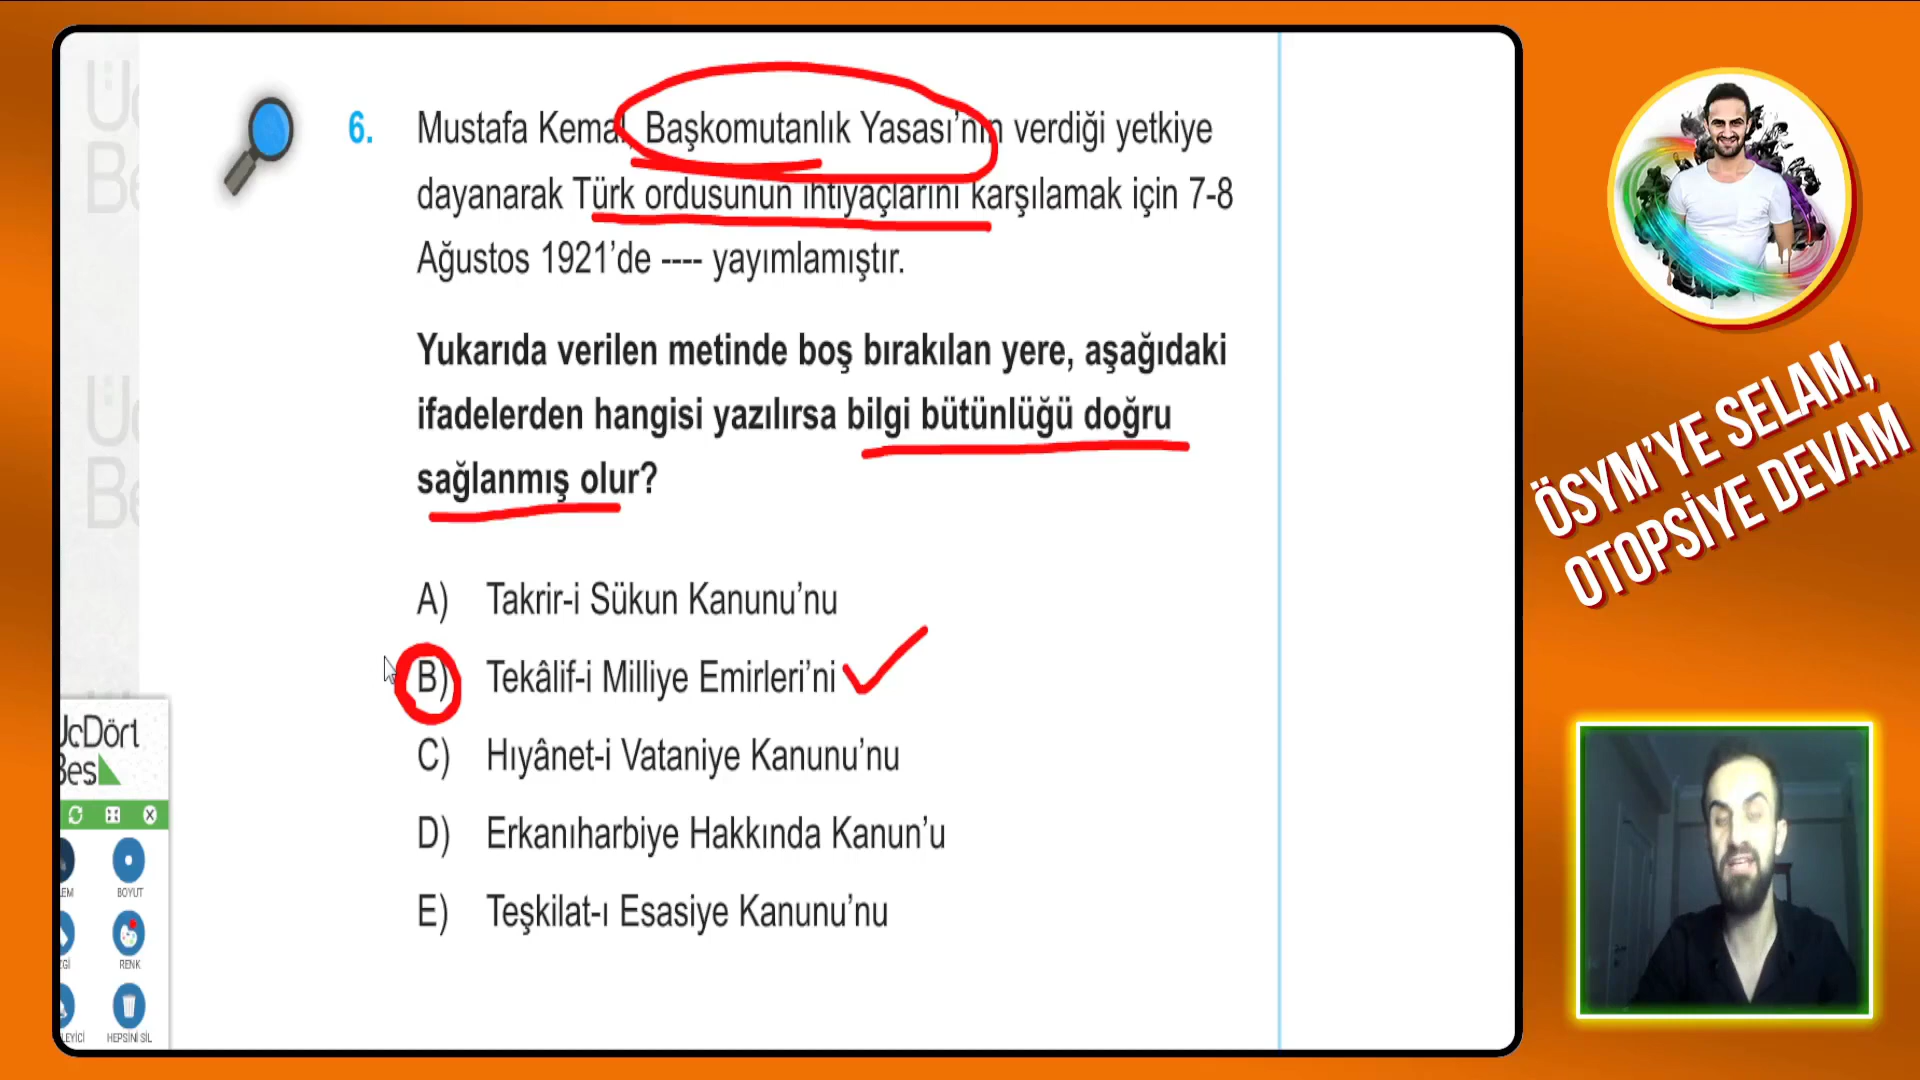 6. Mustafa Kemal, Başkomutanlık Yasası'nın verdiği yetkiye
dayanarak Türk ordusunun ihtiyaçlarını karşılamak için 7-8
Ağustos 1921'de ---- yayımlamıştır.
Yukarıda verilen metinde boş bırakılan yere, aşağıdaki
ifadelerden hangisi yazılırsa bilgi bütünlüğü doğru
sağlanmış olur?
A) Takrir-i Sükun Kanunu'nu
B) Tekâlif-i Milliye Emirleri'ni
C) Hıyânet-i Vataniye Kanunu'nu
D) Erkanıharbiye Hakkında Kanun'u
E) Teşkilat-ı Esasiye Kanunu'nu
ÖSYM'YE SELAM,
OTOPSİYE DEVAM
ÜçDört
Beş
BOYUT
RENK
HEPSİNİ SİL